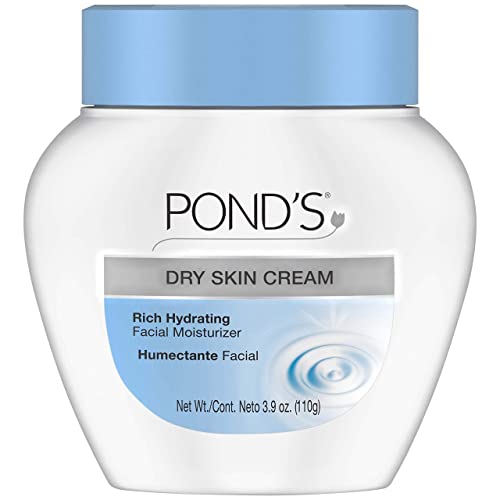 POND'S®
DRY SKIN CREAM
Rich Hydrating
Facial Moisturizer
Humectante Facial
Net Wt./Cont. Neto 3.9 oz. (110g)